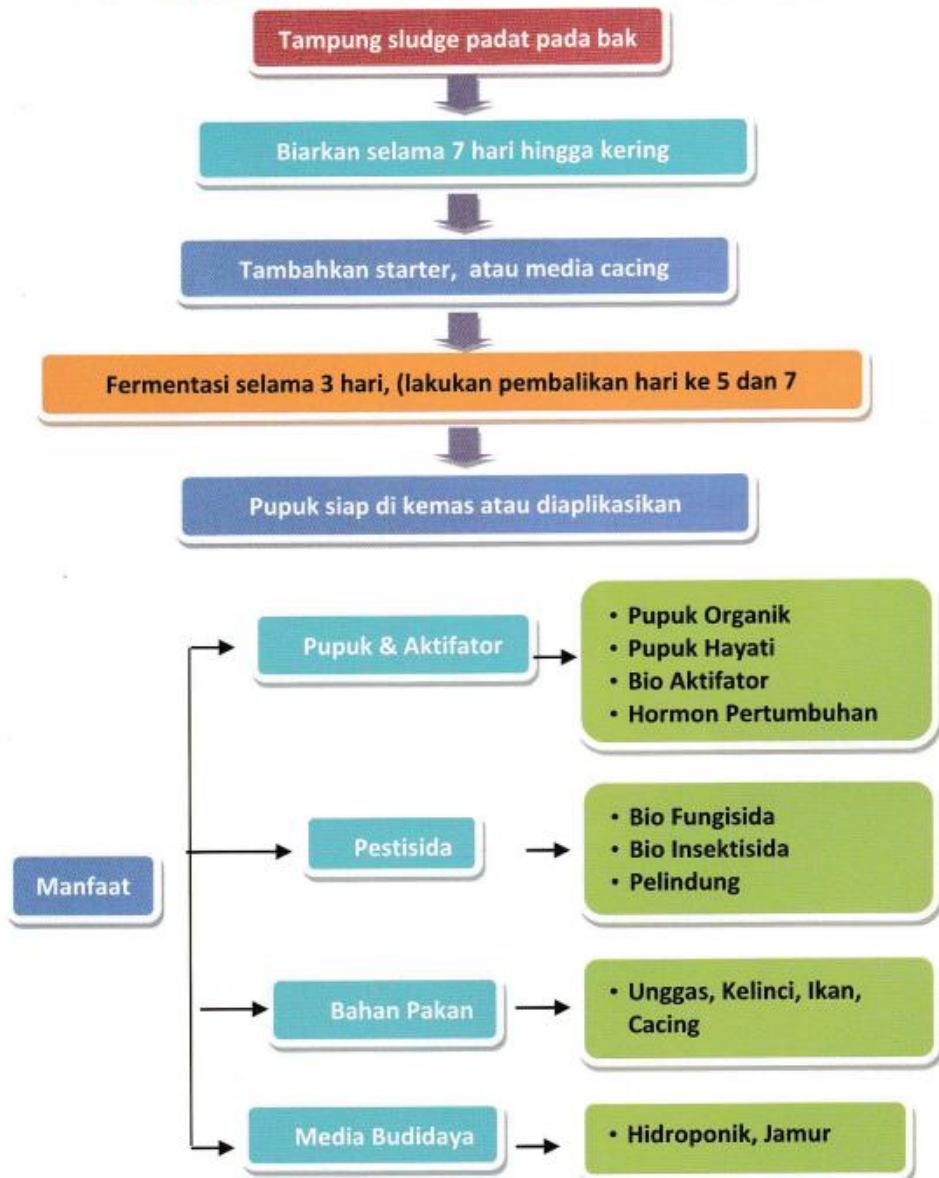 Tampung sludge padat pada bak
Biarkan selama 7 hari hingga kering
Tambahkan starter, atau media cacing
Fermentasi selama 3 hari, (lakukan pembalikan hari ke 5 dan 7
Pupuk siap di kemas atau diaplikasikan
Manfaat
Pupuk & Aktifator
• Pupuk Organik
• Pupuk Hayati
• Bio Aktifator
• Hormon Pertumbuhan
Pestisida
• Bio Fungisida
• Bio Insektisida
• Pelindung
Bahan Pakan
• Unggas, Kelinci, Ikan,
Cacing
Media Budidaya
• Hidroponik, Jamur